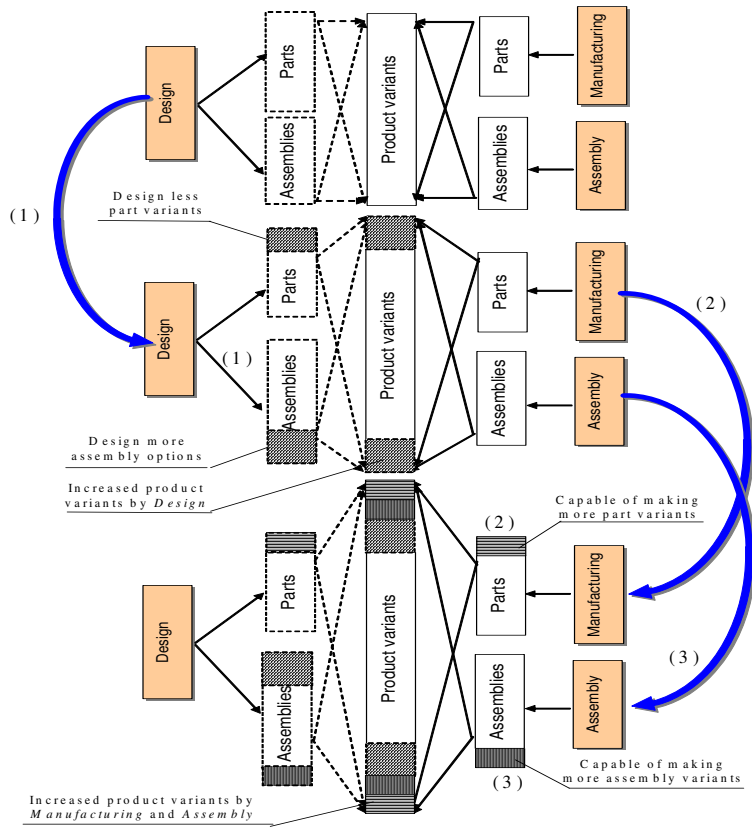 Design
Parts
Assemblies
Product variants
Parts
Assemblies
Manufacturing
Assembly
(1)
Design less
part variants
Design
Parts
(1)
Assemblies
Product variants
Parts
Assemblies
Manufacturing
Assembly
(2)
Design more
assembly options
Increased product
variants by Design
Capable of making
more part variants
(2)
Design
Parts
Assemblies
Product variants
Parts
Assemblies
Manufacturing
Assembly
(3)
(3)
Increased product variants by
Manufacturing and Assembly
Capable of making
more assembly variants